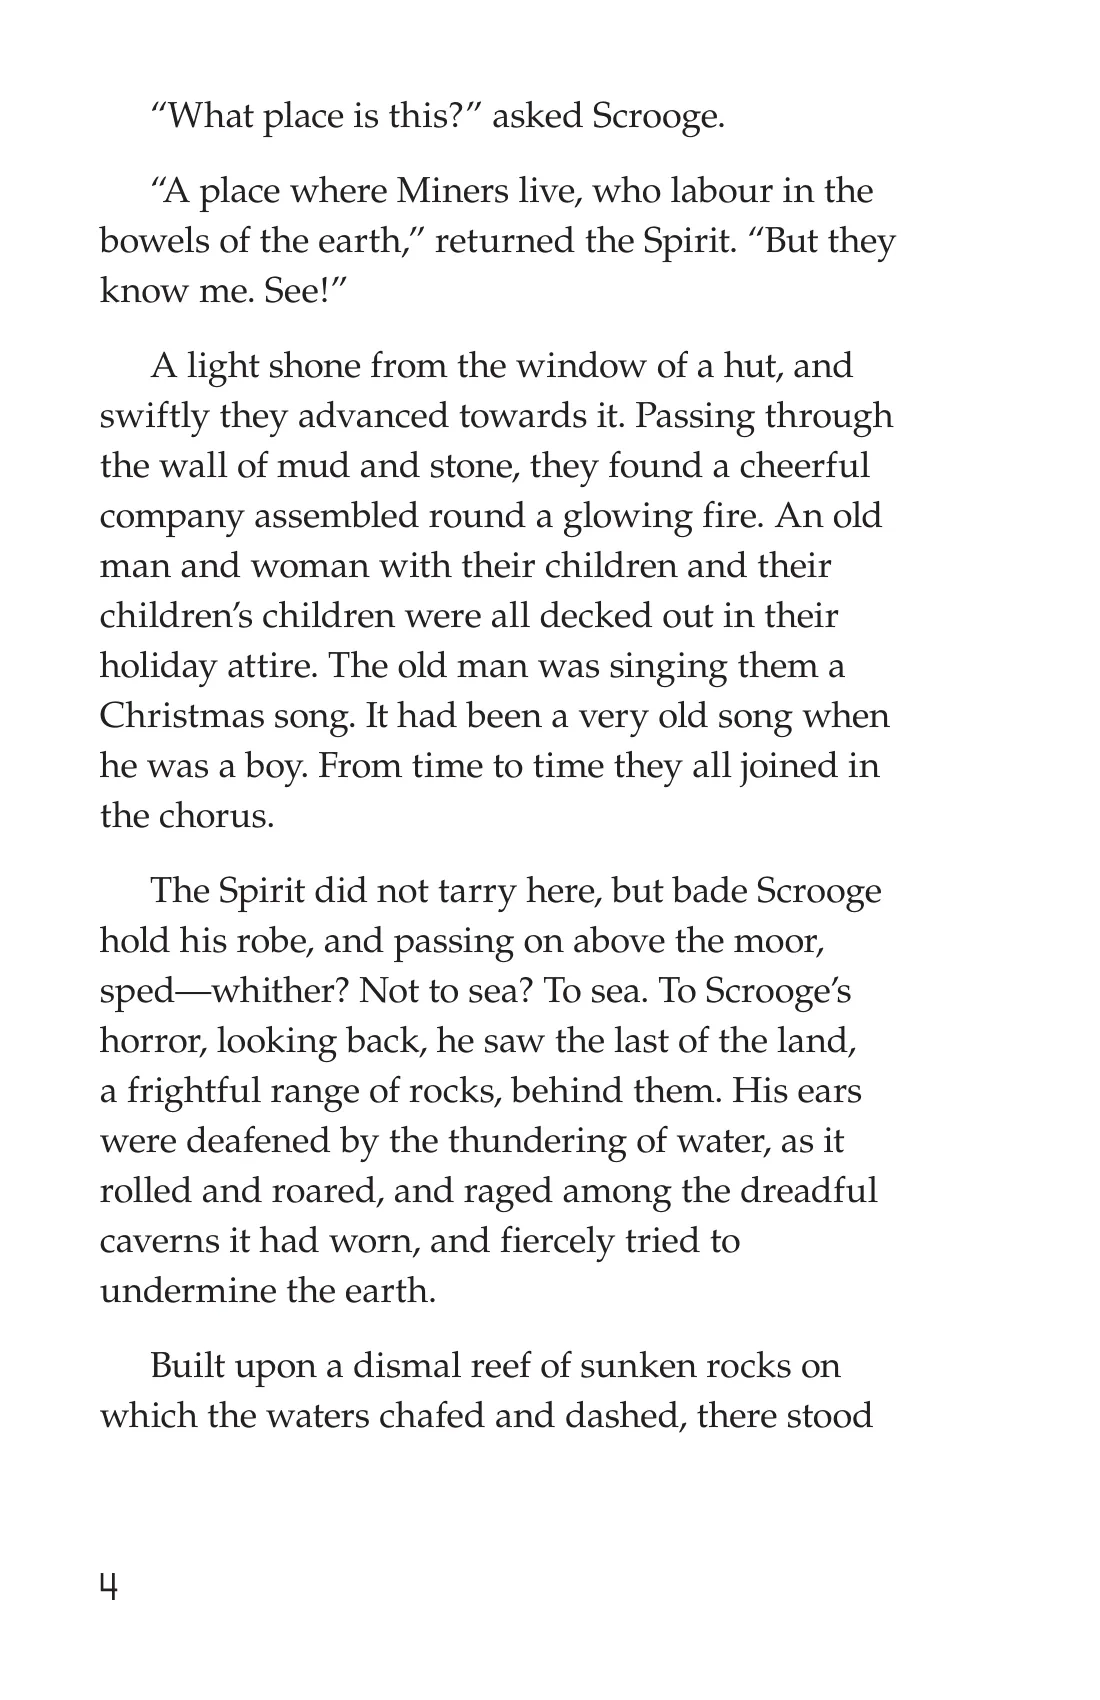 “What place is this?” asked Scrooge.
“A place where Miners live, who labour in the
bowels of the earth,” returned the Spirit. “But they
know me. See!”
A light shone from the window of a hut, and
swiftly they advanced towards it. Passing through
the wall of mud and stone, they found a cheerful
company assembled round a glowing fire. An old
man and woman with their children and their
children’s children were all decked out in their
holiday attire. The old man was singing them a
Christmas song. It had been a very old song when
he was a boy. From time to time they all joined in
the chorus.
The Spirit did not tarry here, but bade Scrooge
hold his robe, and passing on above the moor,
sped—whither? Not to sea? To sea. To Scrooge’s
horror, looking back, he saw the last of the land,
a frightful range of rocks, behind them. His ears
were deafened by the thundering of water, as it
rolled and roared, and raged among the dreadful
caverns it had worn, and fiercely tried to
undermine the earth.
Built upon a dismal reef of sunken rocks on
which the waters chafed and dashed, there stood
4